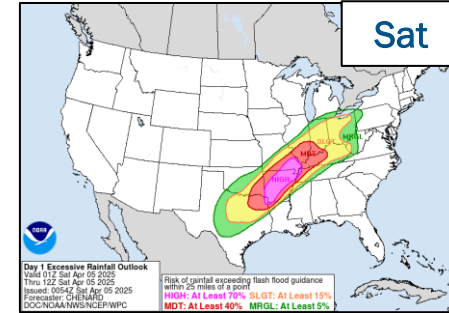 Sat
SLGT
MRGL
MDT
HIGH
NOAA
Day 1 Excessive Rainfall Outlook
Valid 01Z Sat Apr 05 2025
Thru 12Z Sat Apr 05 2025
Issued: 0054Z Sat Apr 05 2025
Forecaster: CHENARD
DOC/NOAA/NWS/NCEP/WPC
Risk of rainfall exceeding flash flood guidance
within 25 miles of a point
HIGH: At Least 70% SLGT: At Least 15%
MDT: At Least 40% MRGL: At Least 5%